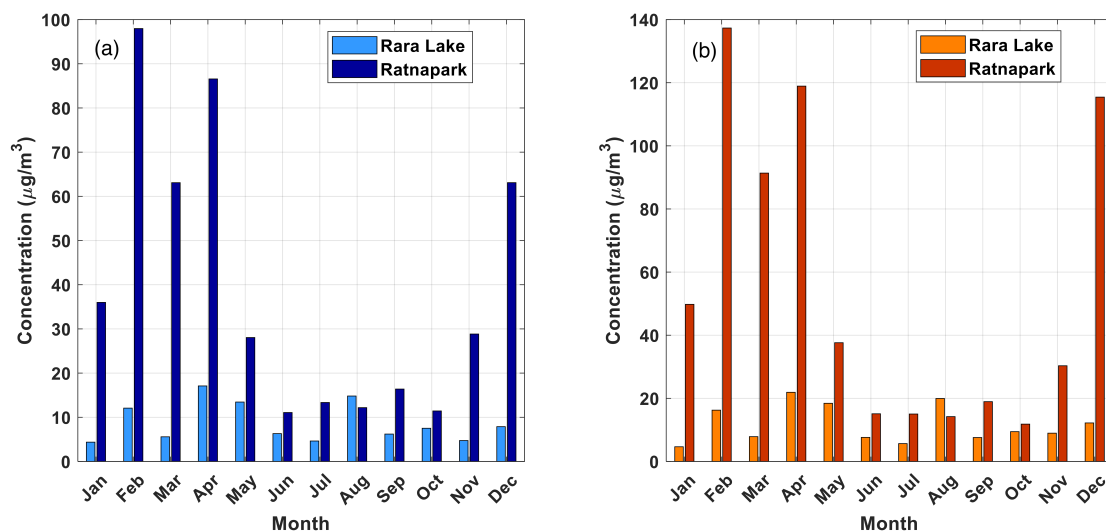 (a)
Rara Lake
Ratnapark
Concentration (μg/m³)
100
90
80
70
60
50
40
30
20
10
0
Jan Feb Mar Apr May Jun Jul Aug Sep Oct Nov Dec
Month
(b)
Rara Lake
Ratnapark
Concentration (μg/m³)
140
120
100
80
60
40
20
0
Jan Feb Mar Apr May Jun Jul Aug Sep Oct Nov Dec
Month